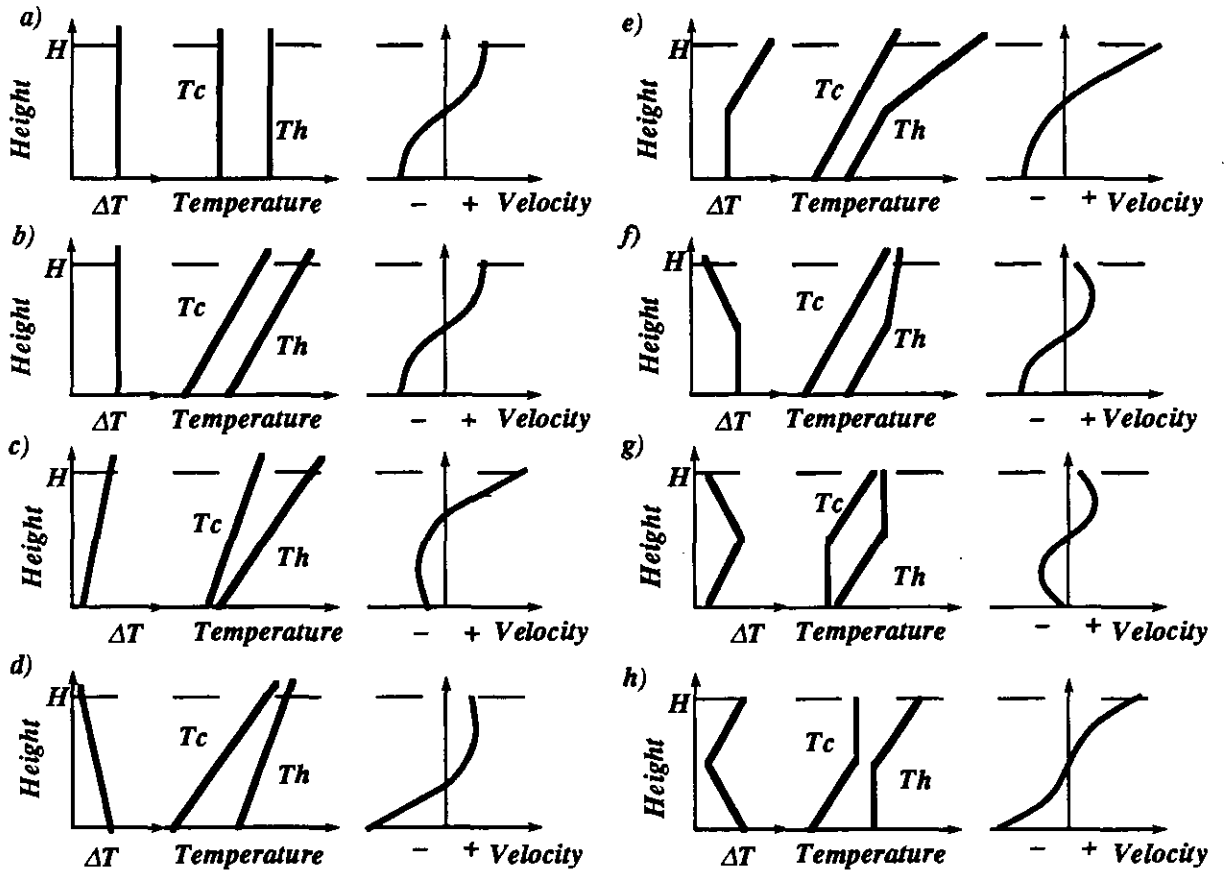 a)
H
Height
Tc
Th
ΔT Temperature − + Velocity
b)
H
Height
Tc
Th
ΔT Temperature − + Velocity
c)
H
Height
Tc
Th
ΔT Temperature − + Velocity
d)
H
Height
Tc
Th
ΔT Temperature − + Velocity
e)
H
Height
Tc
Th
ΔT Temperature − + Velocity
f)
H
Height
Tc
Th
ΔT Temperature − + Velocity
g)
H
Height
Tc
Th
ΔT Temperature − + Velocity
h)
H
Height
Tc
Th
ΔT Temperature − + Velocity